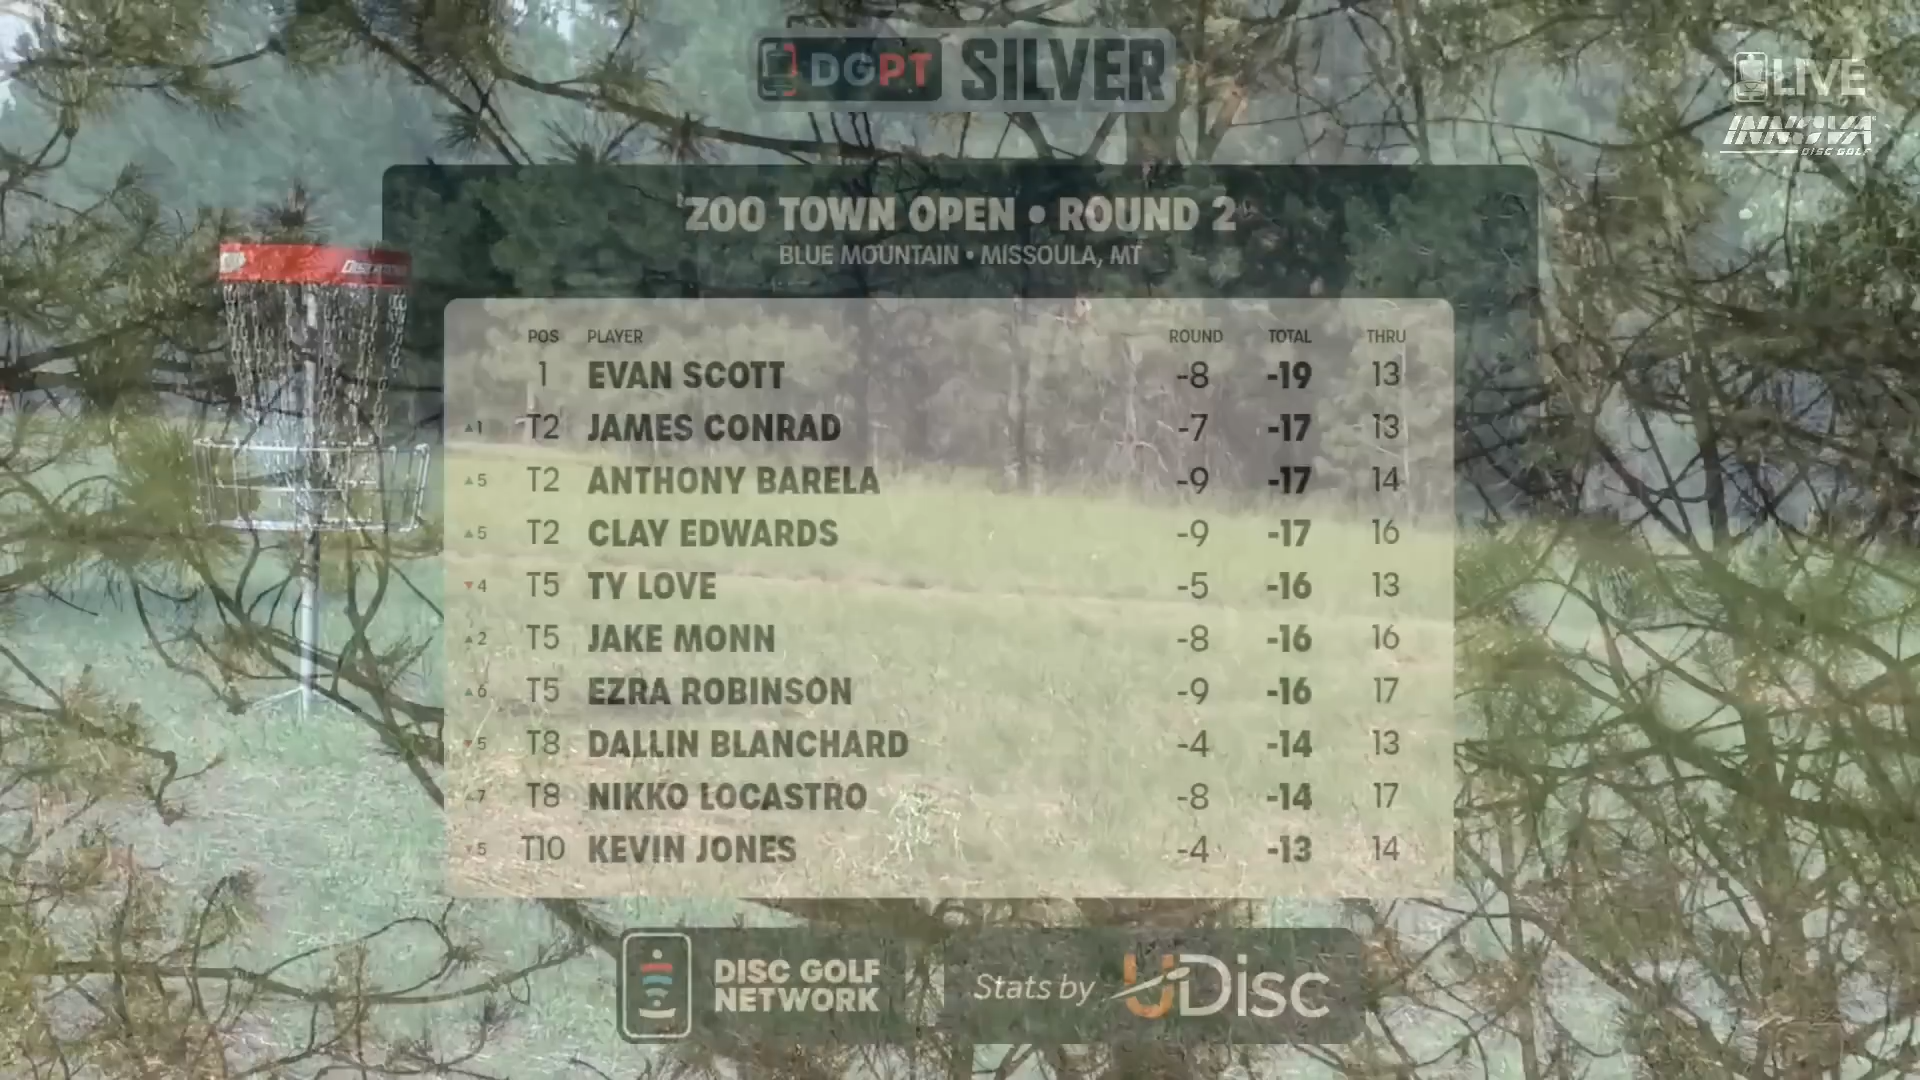 DGPT SILVER
LIVE
INNOVA
DISC GOLF
ZOO TOWN OPEN • ROUND 2
BLUE MOUNTAIN • MISSOULA, MT
POS PLAYER ROUND TOTAL THRU
1 EVAN SCOTT -8 -19 13
▲1 T2 JAMES CONRAD -7 -17 13
▲5 T2 ANTHONY BARELA -9 -17 14
▲5 T2 CLAY EDWARDS -9 -17 16
▼4 T5 TY LOVE -5 -16 13
▲2 T5 JAKE MONN -8 -16 16
▲6 T5 EZRA ROBINSON -9 -16 17
▼5 T8 DALLIN BLANCHARD -4 -14 13
▲7 T8 NIKKO LOCASTRO -8 -14 17
▼5 T10 KEVIN JONES -4 -13 14
DISC GOLF
NETWORK
Stats by UDisc